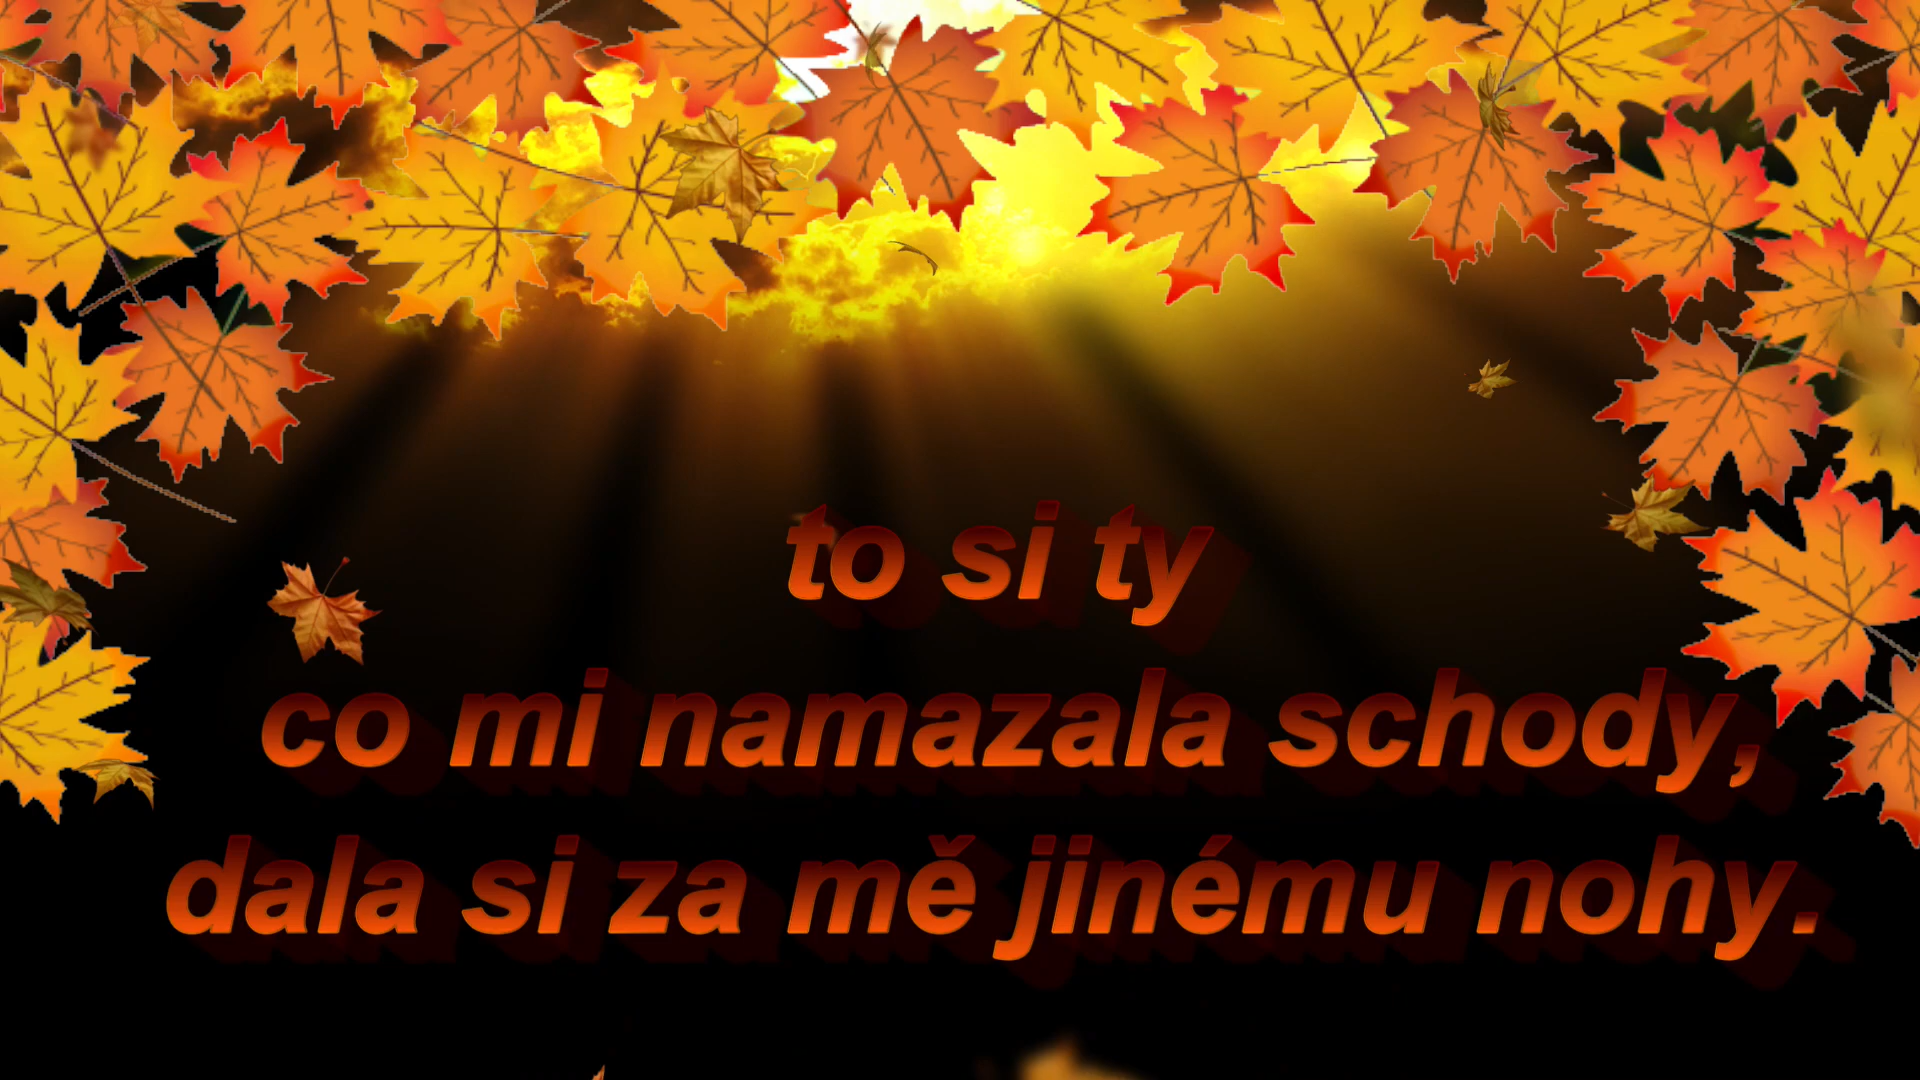 to si ty
co mi namazala schody,
dala si za mě jinému nohy.